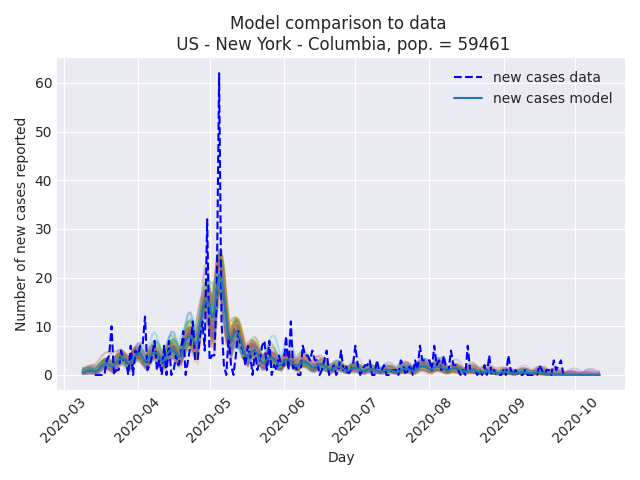 Model comparison to data
US - New York - Columbia, pop. = 59461
new cases data
new cases model
Number of new cases reported
60
50
40
30
20
10
0
2020-03
2020-04
2020-05
2020-06
2020-07
2020-08
2020-09
2020-10
Day